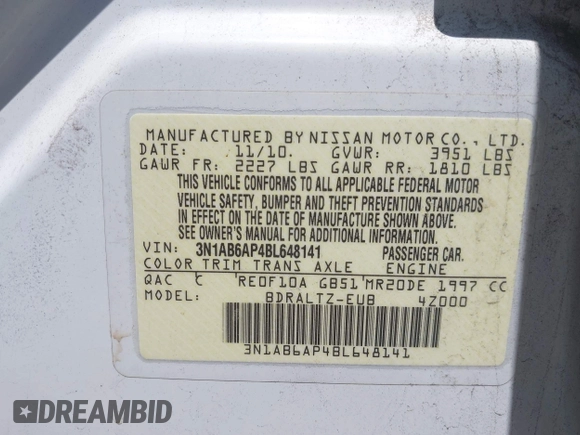 MANUFACTURED BY NISSAN MOTOR CO., LTD.
DATE: 11/10. GVWR: 3951 LBS
GAWR FR: 2227 LBS GAWR RR: 1810 LBS
THIS VEHICLE CONFORMS TO ALL APPLICABLE FEDERAL MOTOR
VEHICLE SAFETY, BUMPER AND THEFT PREVENTION STANDARDS
IN EFFECT ON THE DATE OF MANUFACTURE SHOWN ABOVE.
SEE OWNER'S MANUAL FOR ADDITIONAL INFORMATION.
VIN: 3N1AB6AP4BL648141 PASSENGER CAR.
COLOR TRIM TRANS AXLE ENGINE
QAC C RE0F10A GB51 MR20DE 1997 CC
MODEL: BDRALTZ-EUB 4Z000
3N1AB6AP4BL648141
DREAMBID